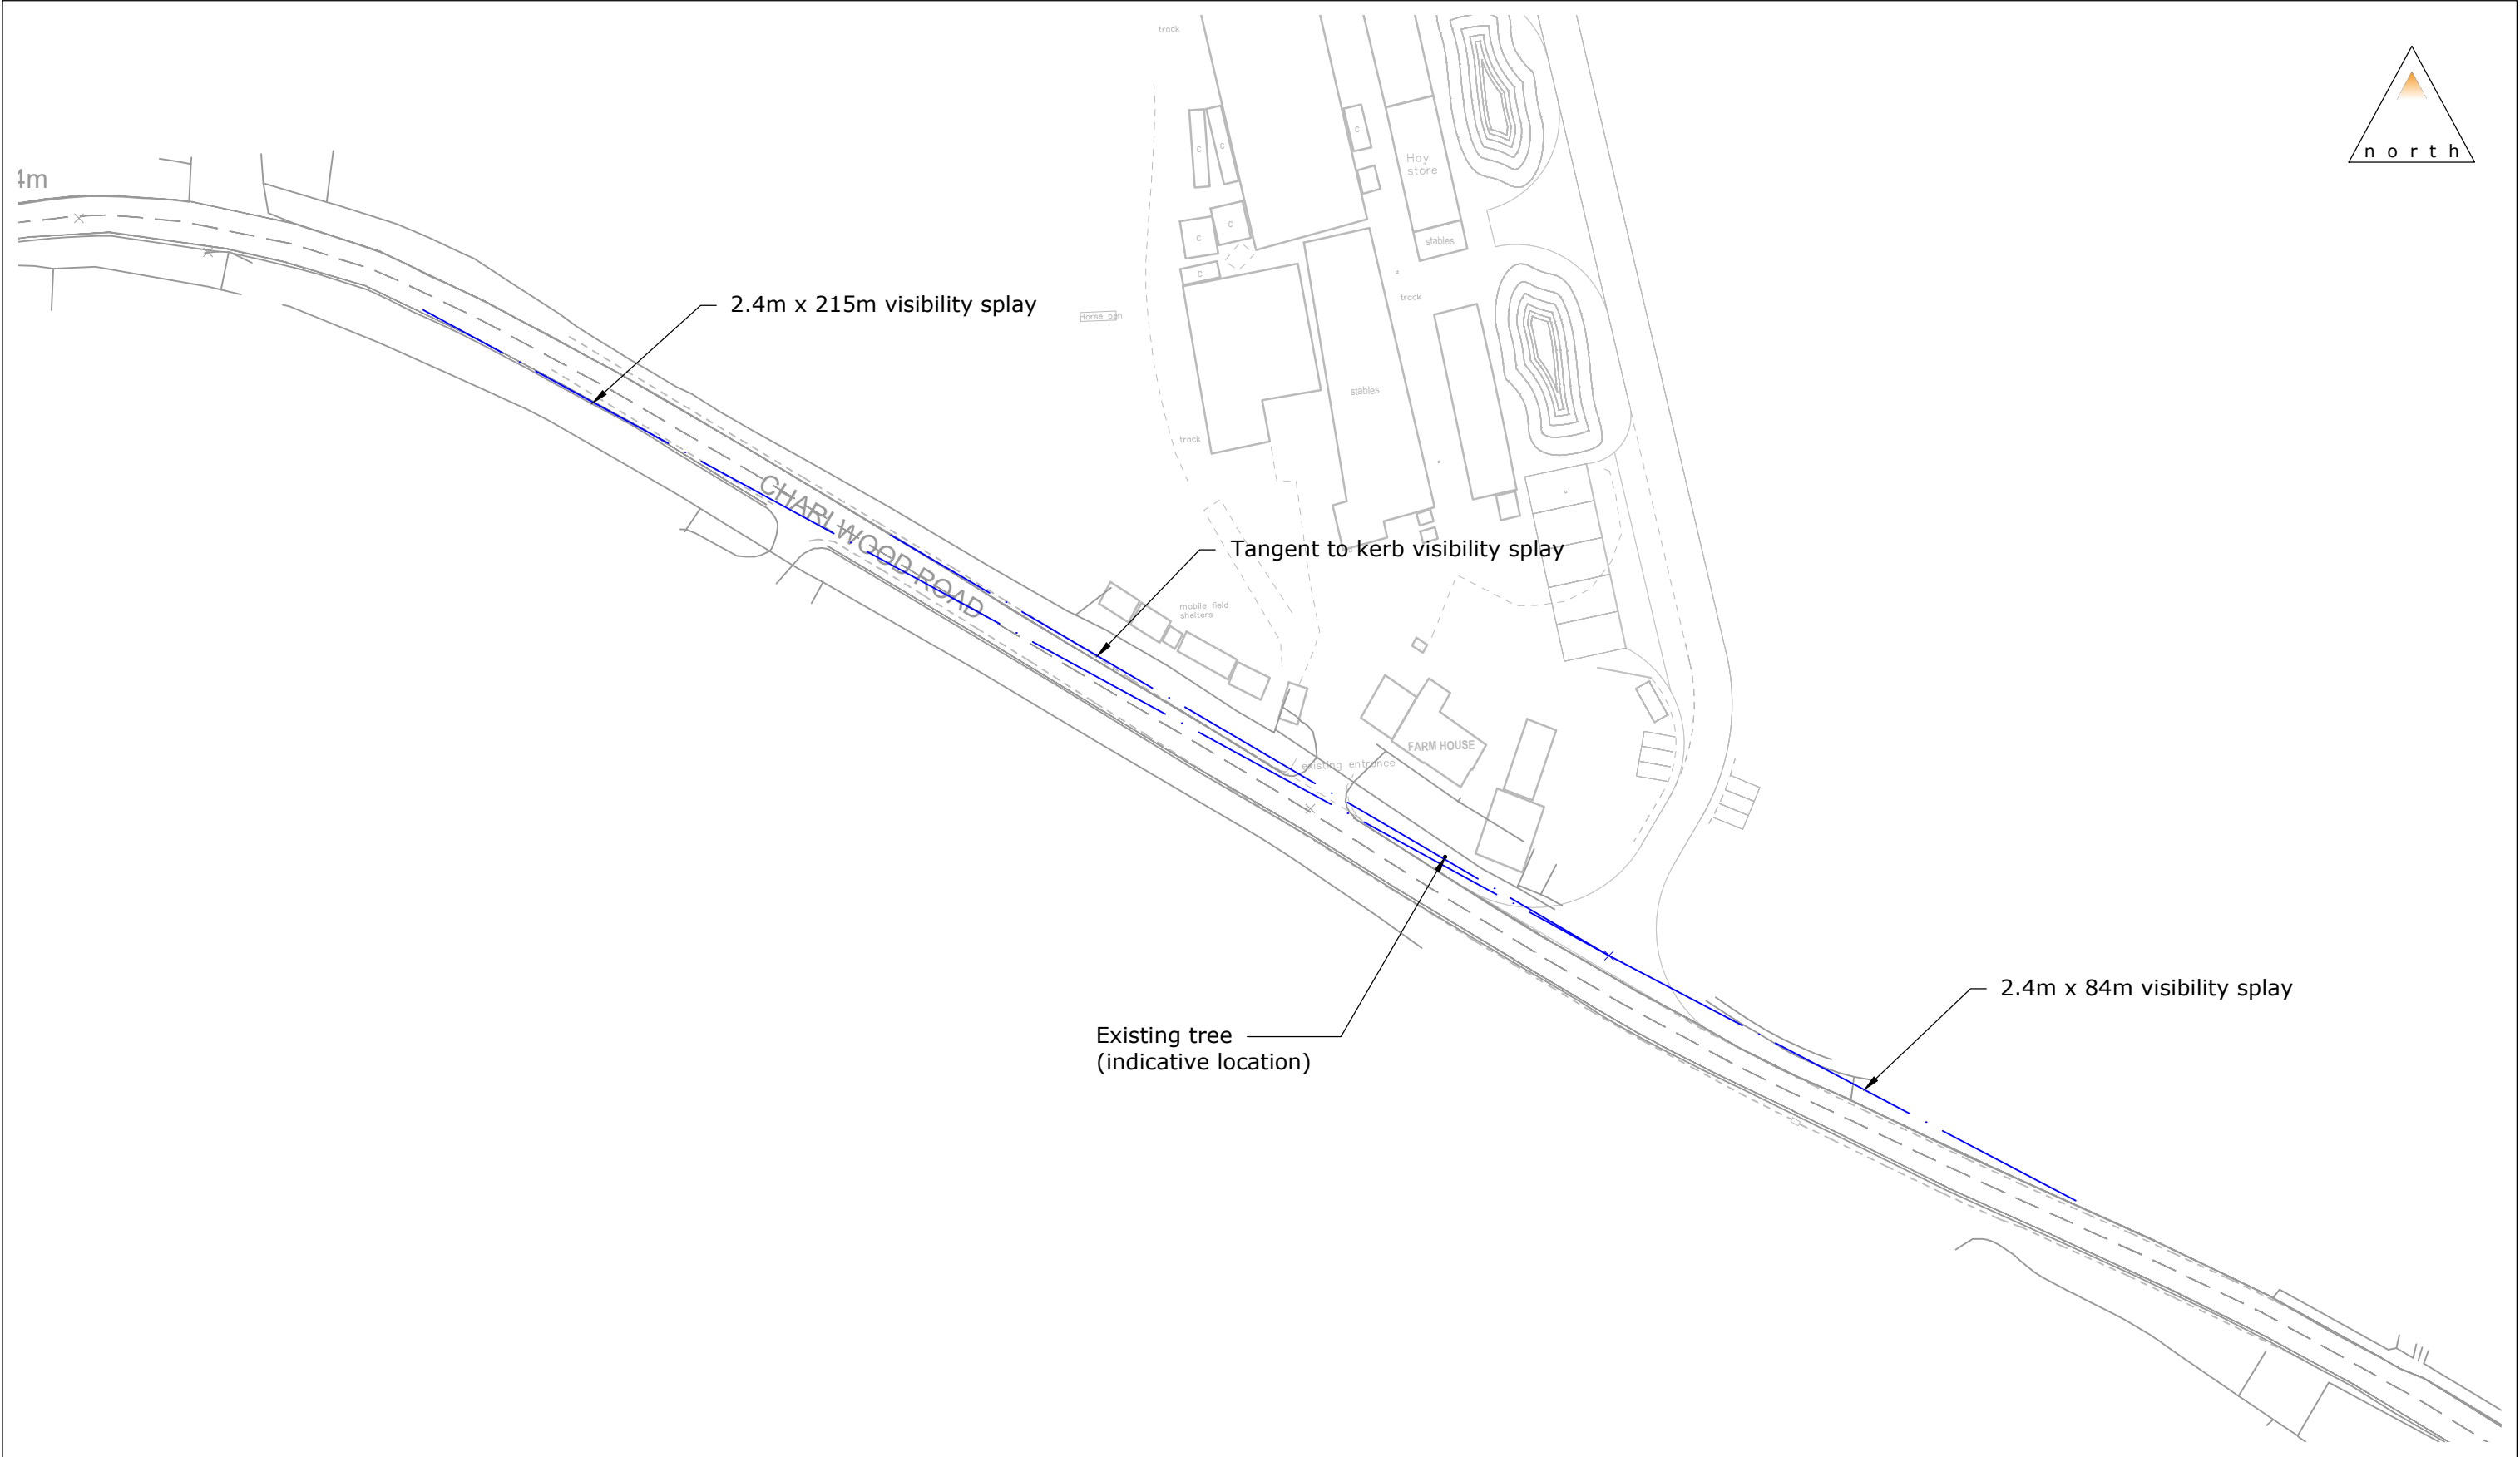 track
north
C
C
C
Hay
store
4m
C
C
stables
C
track
2.4m x 215m visibility splay
Horse pen
stables
track
CHARLWOOD ROAD
Tangent to kerb visibility splay
mobile field
shelters
FARM HOUSE
existing entrance
2.4m x 84m visibility splay
Existing tree
(indicative location)